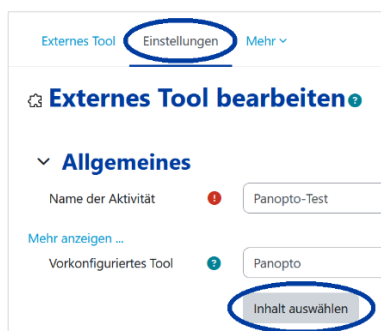 Externes Tool Einstellungen Mehr
Externes Tool bearbeiten ?
Allgemeines
Name der Aktivität ! Panopto-Test
Mehr anzeigen ...
Vorkonfiguriertes Tool ? Panopto
Inhalt auswählen